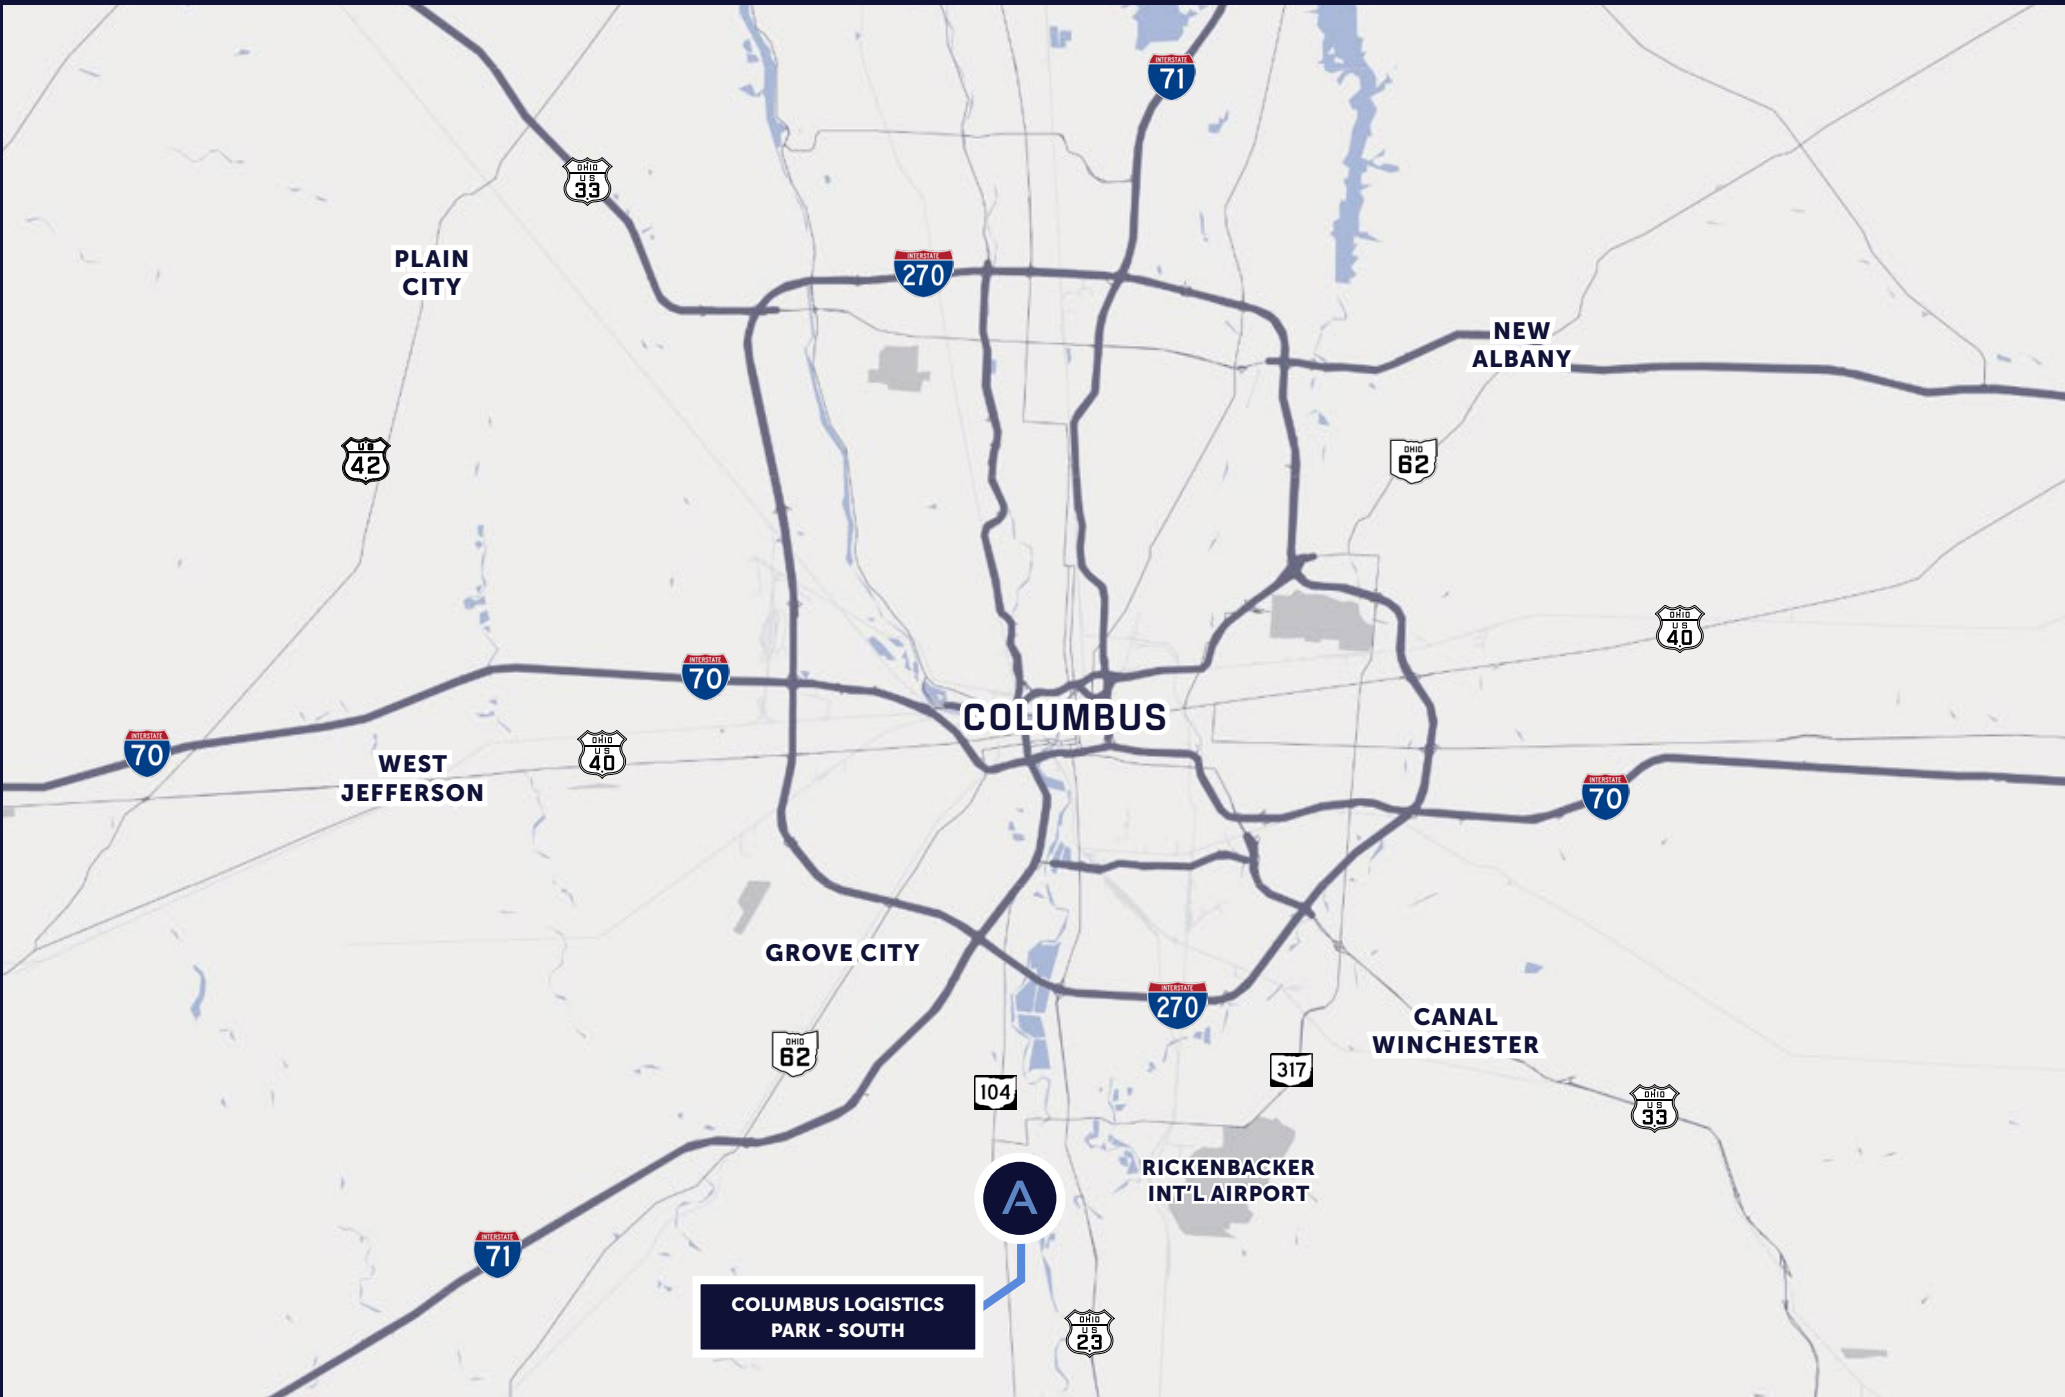 INTERSTATE
71
OHIO
US
33
PLAIN
CITY
INTERSTATE
270
NEW
ALBANY
US
42
OHIO
62
OHIO
US
40
INTERSTATE
70
COLUMBUS
INTERSTATE
70
OHIO
US
40
WEST
JEFFERSON
INTERSTATE
70
GROVE CITY
INTERSTATE
270
CANAL
WINCHESTER
OHIO
62
104
317
OHIO
US
33
RICKENBACKER
INT'L AIRPORT
A
INTERSTATE
71
COLUMBUS LOGISTICS
PARK - SOUTH
OHIO
US
23